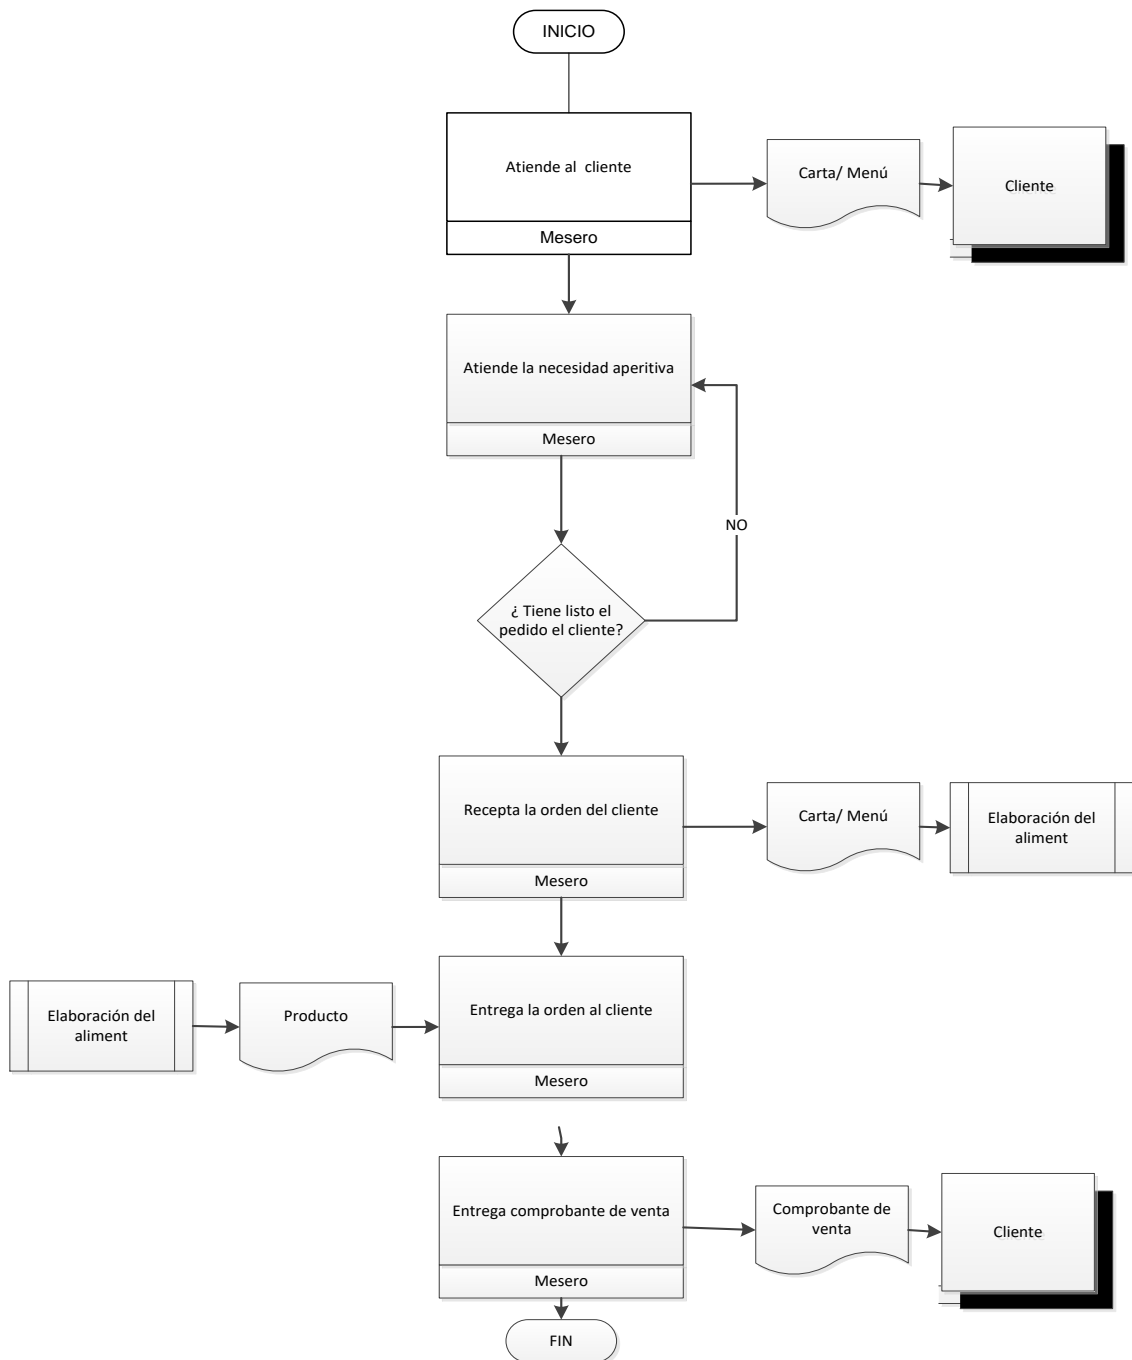 INICIO
Atiende al  cliente
Mesero
Carta/ Menú
Cliente
Atiende la necesidad aperitiva
Mesero
NO
¿ Tiene listo el
pedido el cliente?
Recepta la orden del cliente
Mesero
Carta/ Menú
Elaboración del
aliment
Elaboración del
aliment
Producto
Entrega la orden al cliente
Mesero
Entrega comprobante de venta
Mesero
Comprobante de
venta
Cliente
FIN